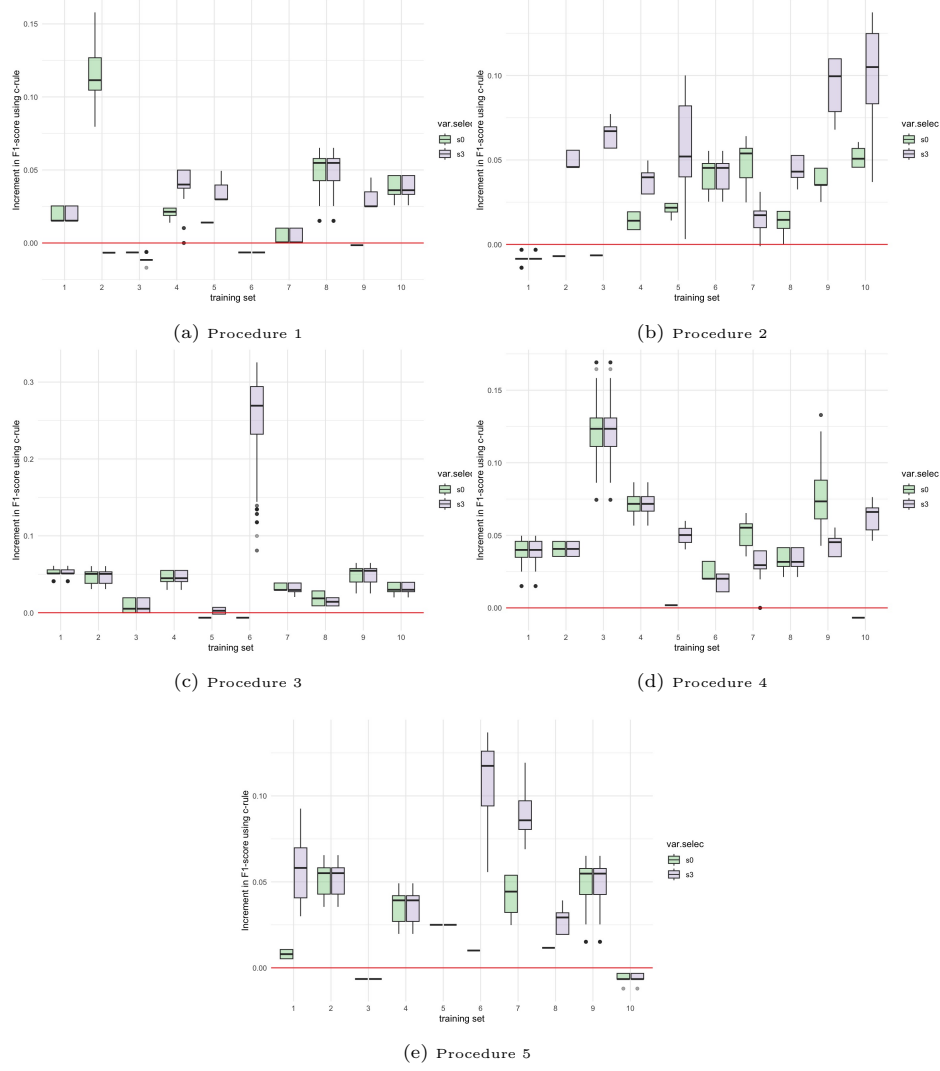 Increment in F1-score using c-rule
0.15
0.10
0.05
0.00
1 2 3 4 5 6 7 8 9 10
training set
var.selec
s0
s3
(a) Procedure 1
Increment in F1-score using c-rule
0.10
0.05
0.00
1 2 3 4 5 6 7 8 9 10
training set
var.selec
s0
s3
(b) Procedure 2
Increment in F1-score using c-rule
0.3
0.2
0.1
0.0
1 2 3 4 5 6 7 8 9 10
training set
var.selec
s0
s3
(c) Procedure 3
Increment in F1-score using c-rule
0.15
0.10
0.05
0.00
1 2 3 4 5 6 7 8 9 10
training set
var.selec
s0
s3
(d) Procedure 4
Increment in F1-score using c-rule
0.10
0.05
0.00
1 2 3 4 5 6 7 8 9 10
training set
var.selec
s0
s3
(e) Procedure 5